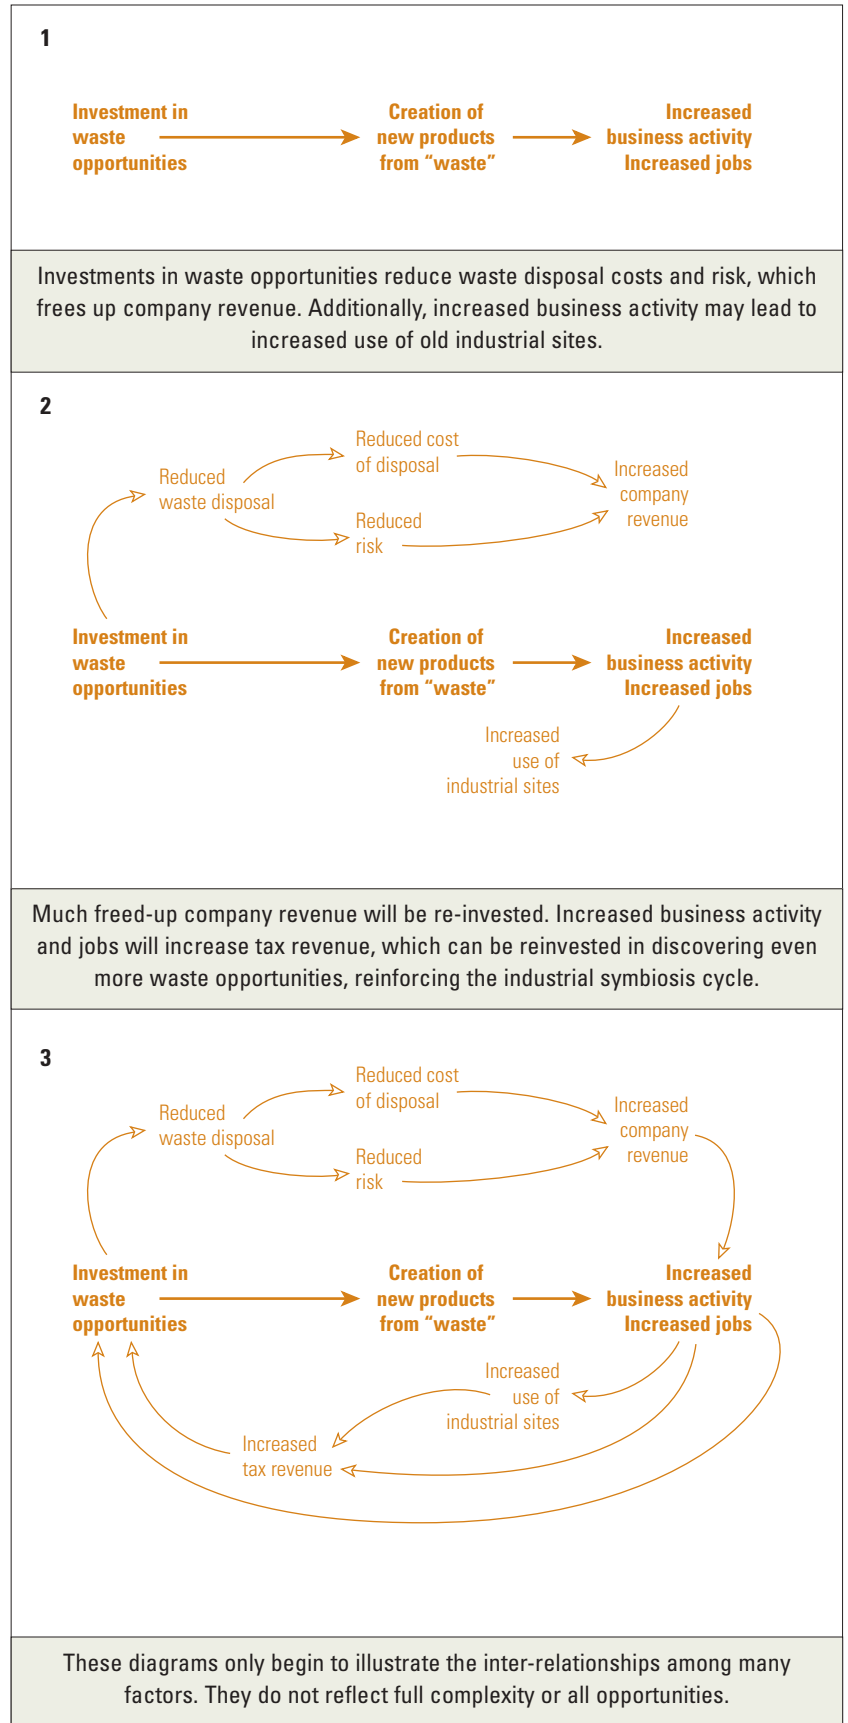 1
Investment in
waste
opportunities
Creation of
new products
from “waste”
Increased
business activity
Increased jobs
Investments in waste opportunities reduce waste disposal costs and risk, which
frees up company revenue. Additionally, increased business activity may lead to
increased use of old industrial sites.
2
Reduced
waste disposal
Reduced cost
of disposal
Reduced
risk
Increased
company
revenue
Investment in
waste
opportunities
Creation of
new products
from “waste”
Increased
business activity
Increased jobs
Increased
use of
industrial sites
Much freed-up company revenue will be re-invested. Increased business activity
and jobs will increase tax revenue, which can be reinvested in discovering even
more waste opportunities, reinforcing the industrial symbiosis cycle.
3
Reduced
waste disposal
Reduced cost
of disposal
Reduced
risk
Increased
company
revenue
Investment in
waste
opportunities
Creation of
new products
from “waste”
Increased
business activity
Increased jobs
Increased
use of
industrial sites
Increased
tax revenue
These diagrams only begin to illustrate the inter-relationships among many
factors. They do not reflect full complexity or all opportunities.